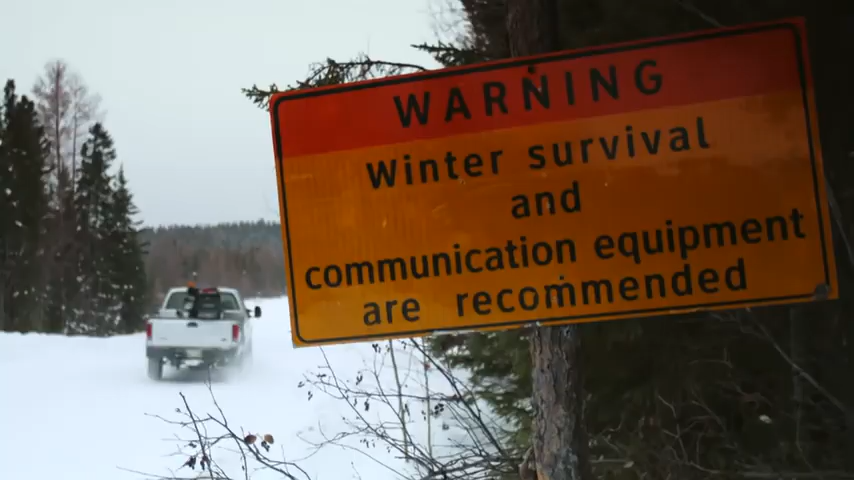 WARNING
Winter survival
and
communication equipment
are recommended